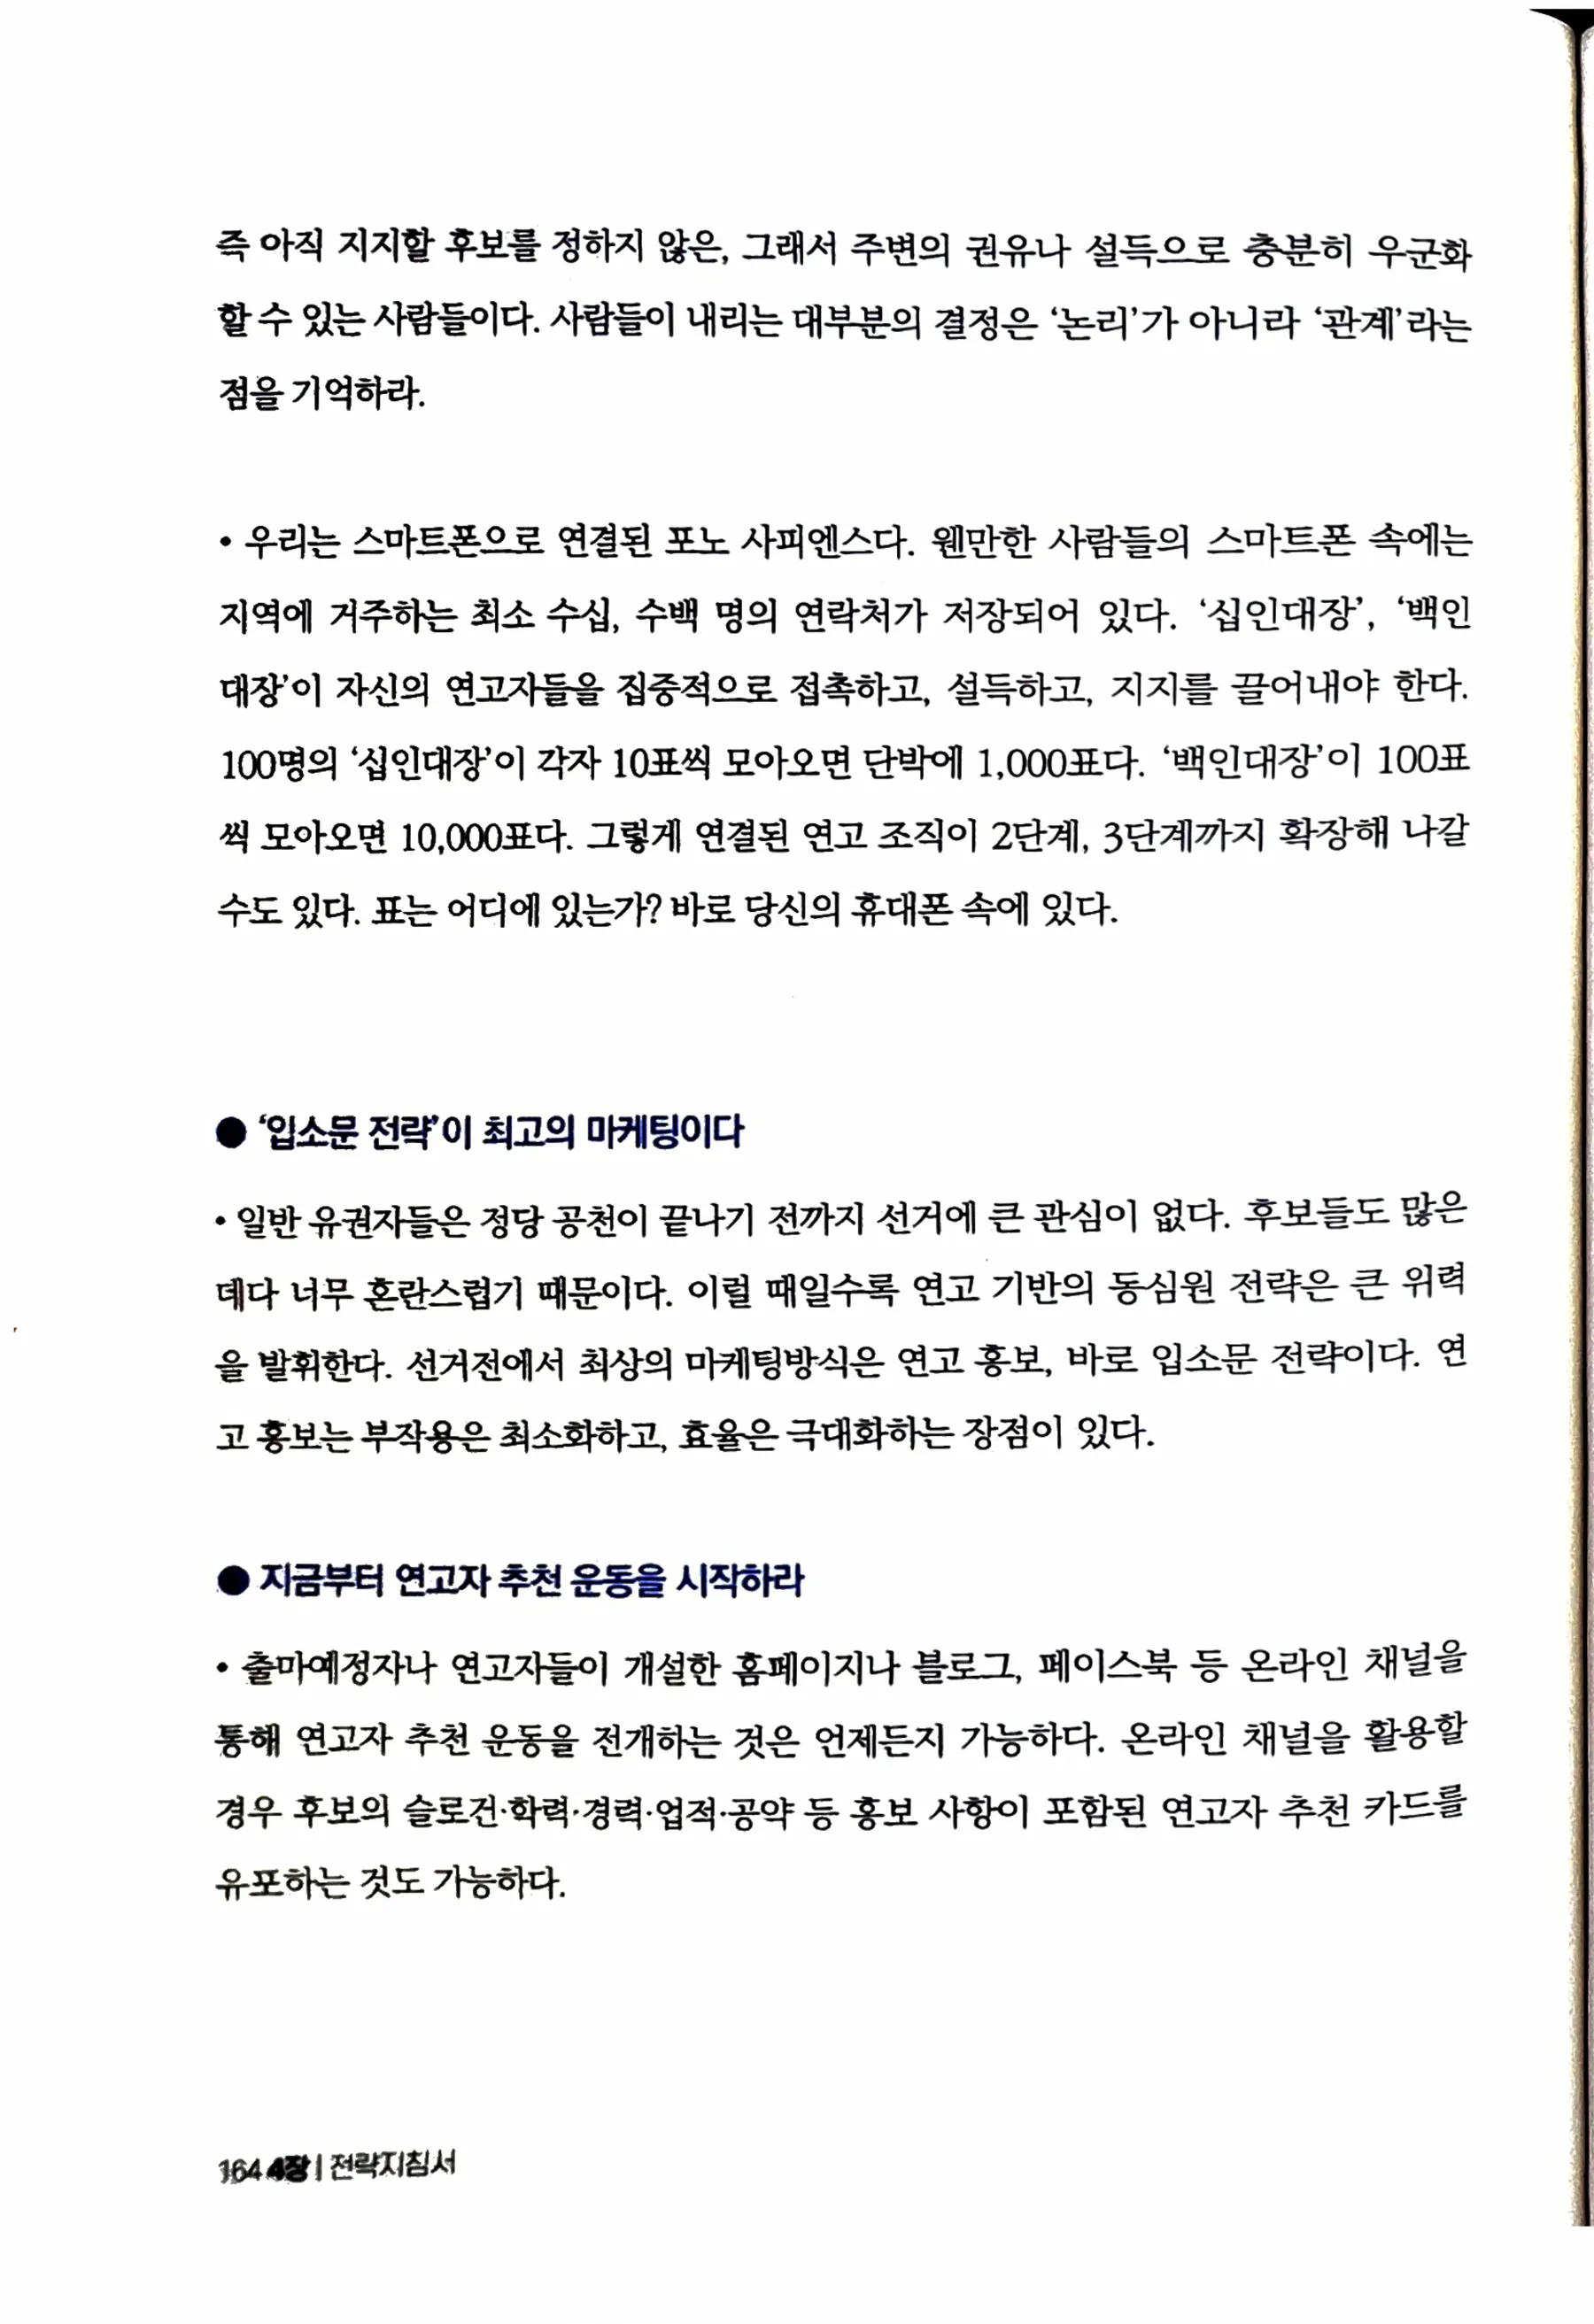 즉 아직 지지할 후보를 정하지 않은, 그래서 주변의 권유나 설득으로 충분히 우군화
할 수 있는 사람들이다. 사람들이 내리는 대부분의 결정은 ‘논리’가 아니라 ‘관계’라는
점을 기억하라.
• 우리는 스마트폰으로 연결된 포노 사피엔스다. 웬만한 사람들의 스마트폰 속에는
지역에 거주하는 최소 수십, 수백 명의 연락처가 저장되어 있다. ‘십인대장’, ‘백인
대장’이 자신의 연고자들을 집중적으로 접촉하고, 설득하고, 지지를 끌어내야 한다.
100명의 ‘십인대장’이 각자 10표씩 모아오면 단박에 1,000표다. ‘백인대장’이 100표
씩 모아오면 10,000표다. 그렇게 연결된 연고 조직이 2단계, 3단계까지 확장해 나갈
수도 있다. 표는 어디에 있는가? 바로 당신의 휴대폰 속에 있다.
● ‘입소문 전략’이 최고의 마케팅이다
• 일반 유권자들은 정당 공천이 끝나기 전까지 선거에 큰 관심이 없다. 후보들도 많은
데다 너무 혼란스럽기 때문이다. 이럴 때일수록 연고 기반의 동심원 전략은 큰 위력
을 발휘한다. 선거전에서 최상의 마케팅방식은 연고 홍보, 바로 입소문 전략이다. 연
고 홍보는 부작용은 최소화하고, 효율은 극대화하는 장점이 있다.
● 지금부터 연고자 추천 운동을 시작하라
• 출마예정자나 연고자들이 개설한 홈페이지나 블로그, 페이스북 등 온라인 채널을
통해 연고자 추천 운동을 전개하는 것은 언제든지 가능하다. 온라인 채널을 활용할
경우 후보의 슬로건·학력·경력·업적·공약 등 홍보 사항이 포함된 연고자 추천 카드를
유포하는 것도 가능하다.
164 4장 | 전략지침서